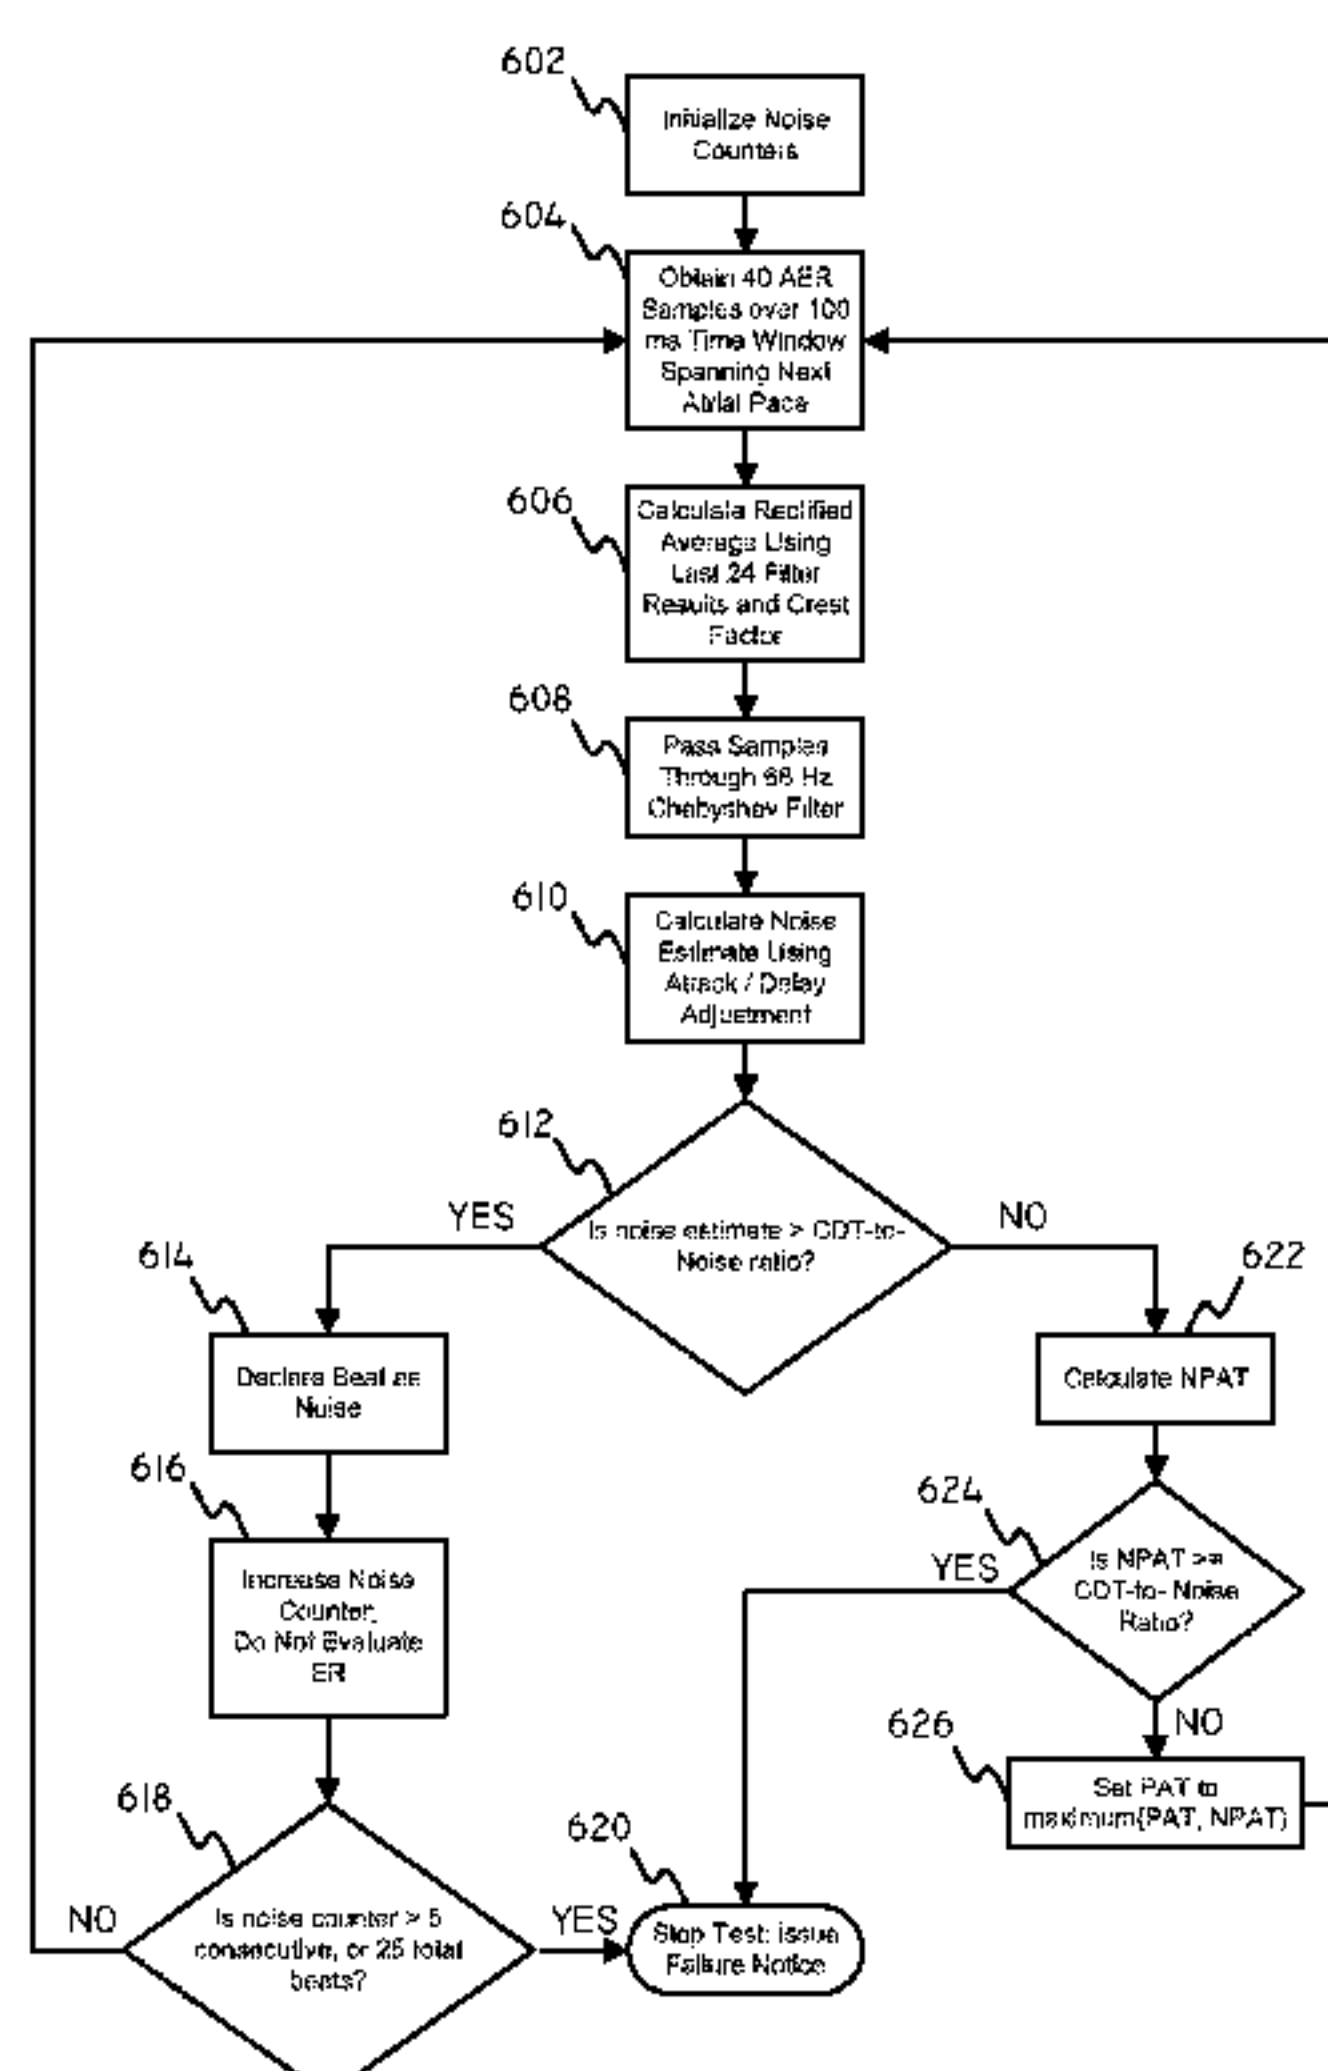 602
Initialize Noise
Counters
604
Obtain 40 AER
Samples over 100
ms Time Window
Spanning Next
Atrial Pace
606
Calculate Rectified
Average Using
Last 24 Filter
Results and Crest
Factor
608
Pass Samples
Through Hz
Chebyshev Filter
610
Calculate Noise
Estimate Using
Attack / Delay
Adjustment
612
YES
NO
Is noise estimate > CDT-to-
Noise ratio?
614
Declare Beat as
Noise
622
Calculate NPAT
616
Increase Noise
Counter;
Do Not Evaluate
ER
624
YES
Is NPAT >=
CDT-to- Noise
Ratio?
NO
626
Set PAT to
maximum(PAT, NPAT)
618
NO
Is noise counter > 5
consecutive, or 25 total
beats?
YES
620
Stop Test: issue
Failure Notice